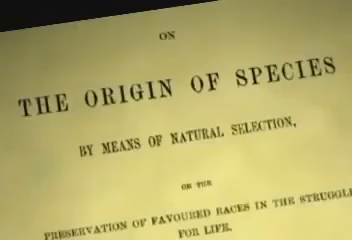 ON
THE ORIGIN OF SPECIES
BY MEANS OF NATURAL SELECTION,
OR THE
PRESERVATION OF FAVOURED RACES IN THE STRUGGLE
FOR LIFE.